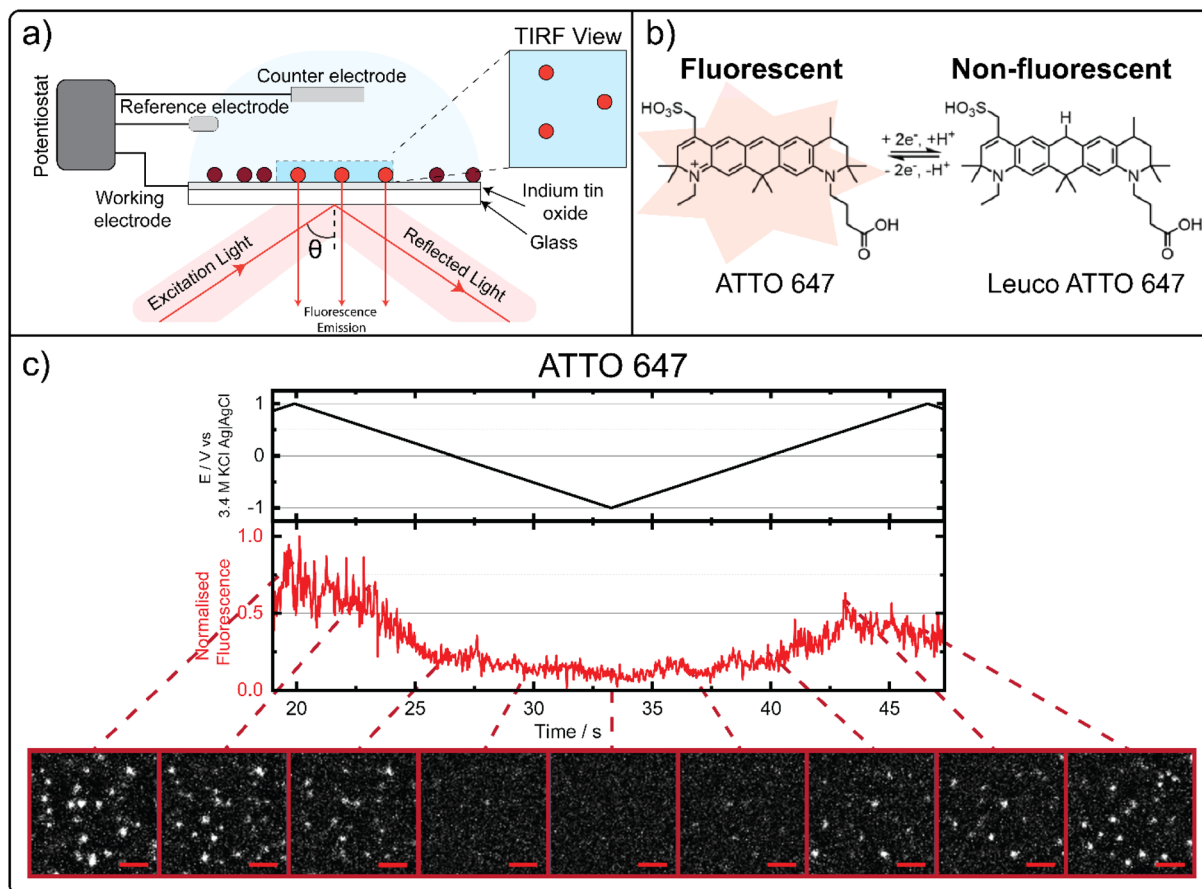 a)
TIRF View
Counter electrode
Reference electrode
Potentiostat
Working
electrode
Indium tin
oxide
Glass
θ
Excitation Light
Reflected Light
Fluorescence
Emission
b)
Fluorescent
Non-fluorescent
HO₃S
N
+
N
O
OH
ATTO 647
+ 2e⁻, +H⁺
- 2e⁻, -H⁺
HO₃S
H
N
N
O
OH
Leuco ATTO 647
c)
ATTO 647
E / V vs
3.4 M KCl Ag|AgCl
1
0
-1
Normalised
Fluorescence
1.0
0.5
0.0
20 25 30 35 40 45
Time / s